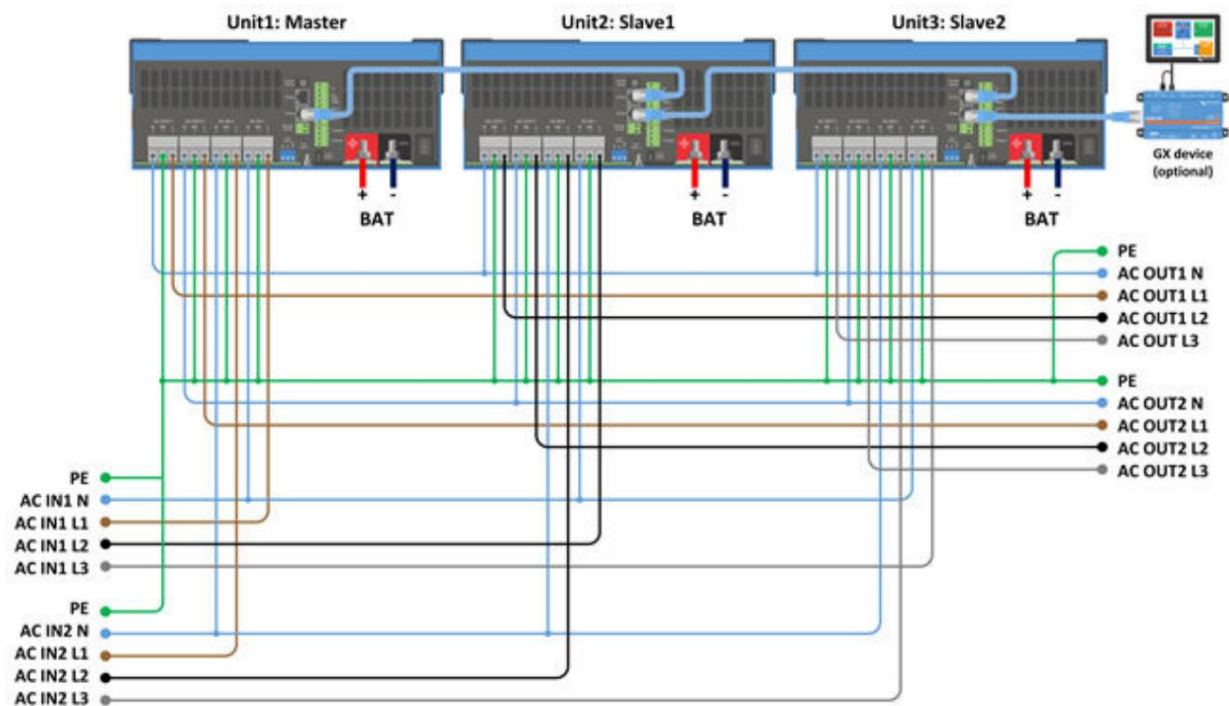 Unit1: Master
Unit2: Slave1
Unit3: Slave2
GX device
(optional)
+ -
BAT
+ -
BAT
+ -
BAT
PE
AC OUT1 N
AC OUT1 L1
AC OUT1 L2
AC OUT L3
PE
AC OUT2 N
AC OUT2 L1
AC OUT2 L2
AC OUT2 L3
PE
AC IN1 N
AC IN1 L1
AC IN1 L2
AC IN1 L3
PE
AC IN2 N
AC IN2 L1
AC IN2 L2
AC IN2 L3